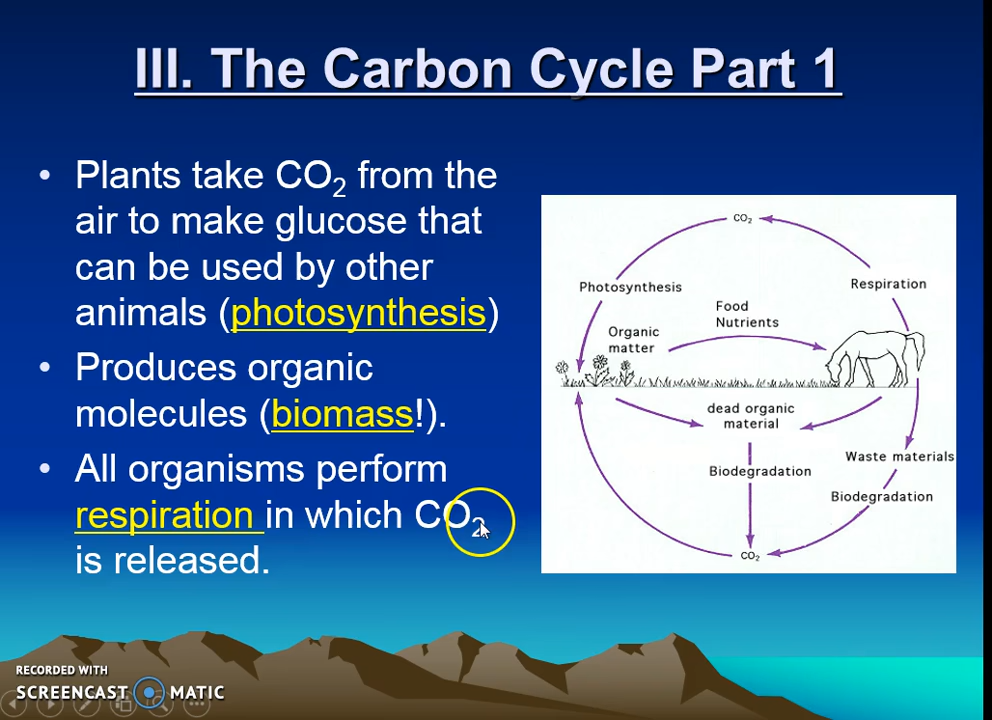 III. The Carbon Cycle Part 1
• Plants take CO₂ from the
air to make glucose that
can be used by other
animals (photosynthesis)
• Produces organic
molecules (biomass!).
• All organisms perform
respiration in which CO₂
is released.
CO₂
Photosynthesis
Respiration
Food
Nutrients
Organic
matter
dead organic
material
Waste materials
Biodegradation
Biodegradation
CO₂
RECORDED WITH
SCREENCAST MATIC